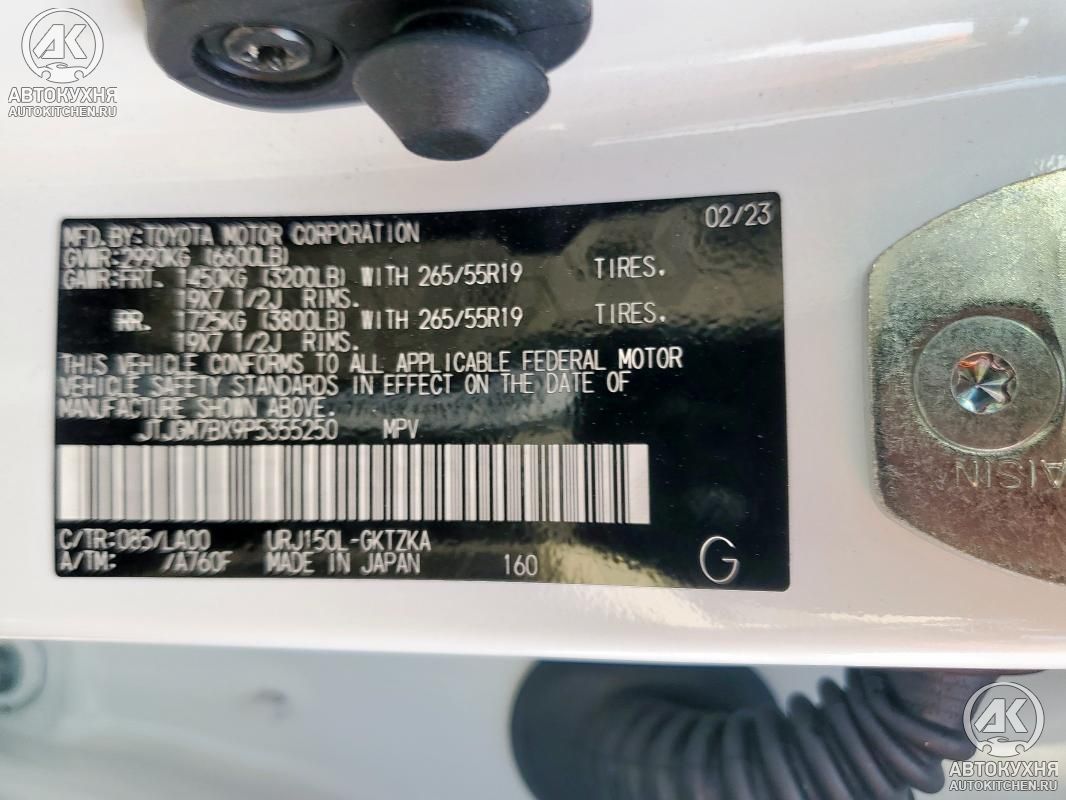 АК
АВТОКУХНЯ
AUTOKITCHEN.RU
02/23
MFD.BY:TOYOTA MOTOR CORPORATION
GVWR:2990KG (6600LB)
GAWR:FRT. 1450KG (3200LB) WITH 265/55R19 TIRES.
19X7 1/2J RIMS.
RR. 1725KG (3800LB) WITH 265/55R19 TIRES.
19X7 1/2J RIMS.
THIS VEHICLE CONFORMS TO ALL APPLICABLE FEDERAL MOTOR
VEHICLE SAFETY STANDARDS IN EFFECT ON THE DATE OF
MANUFACTURE SHOWN ABOVE.
JTJGM7BX9P5355250 MPV
C/TR:085/LA00 URJ150L-GKTZKA
A/TM: /A760F MADE IN JAPAN 160 G
AISIN
АК
АВТОКУХНЯ
AUTOKITCHEN.RU